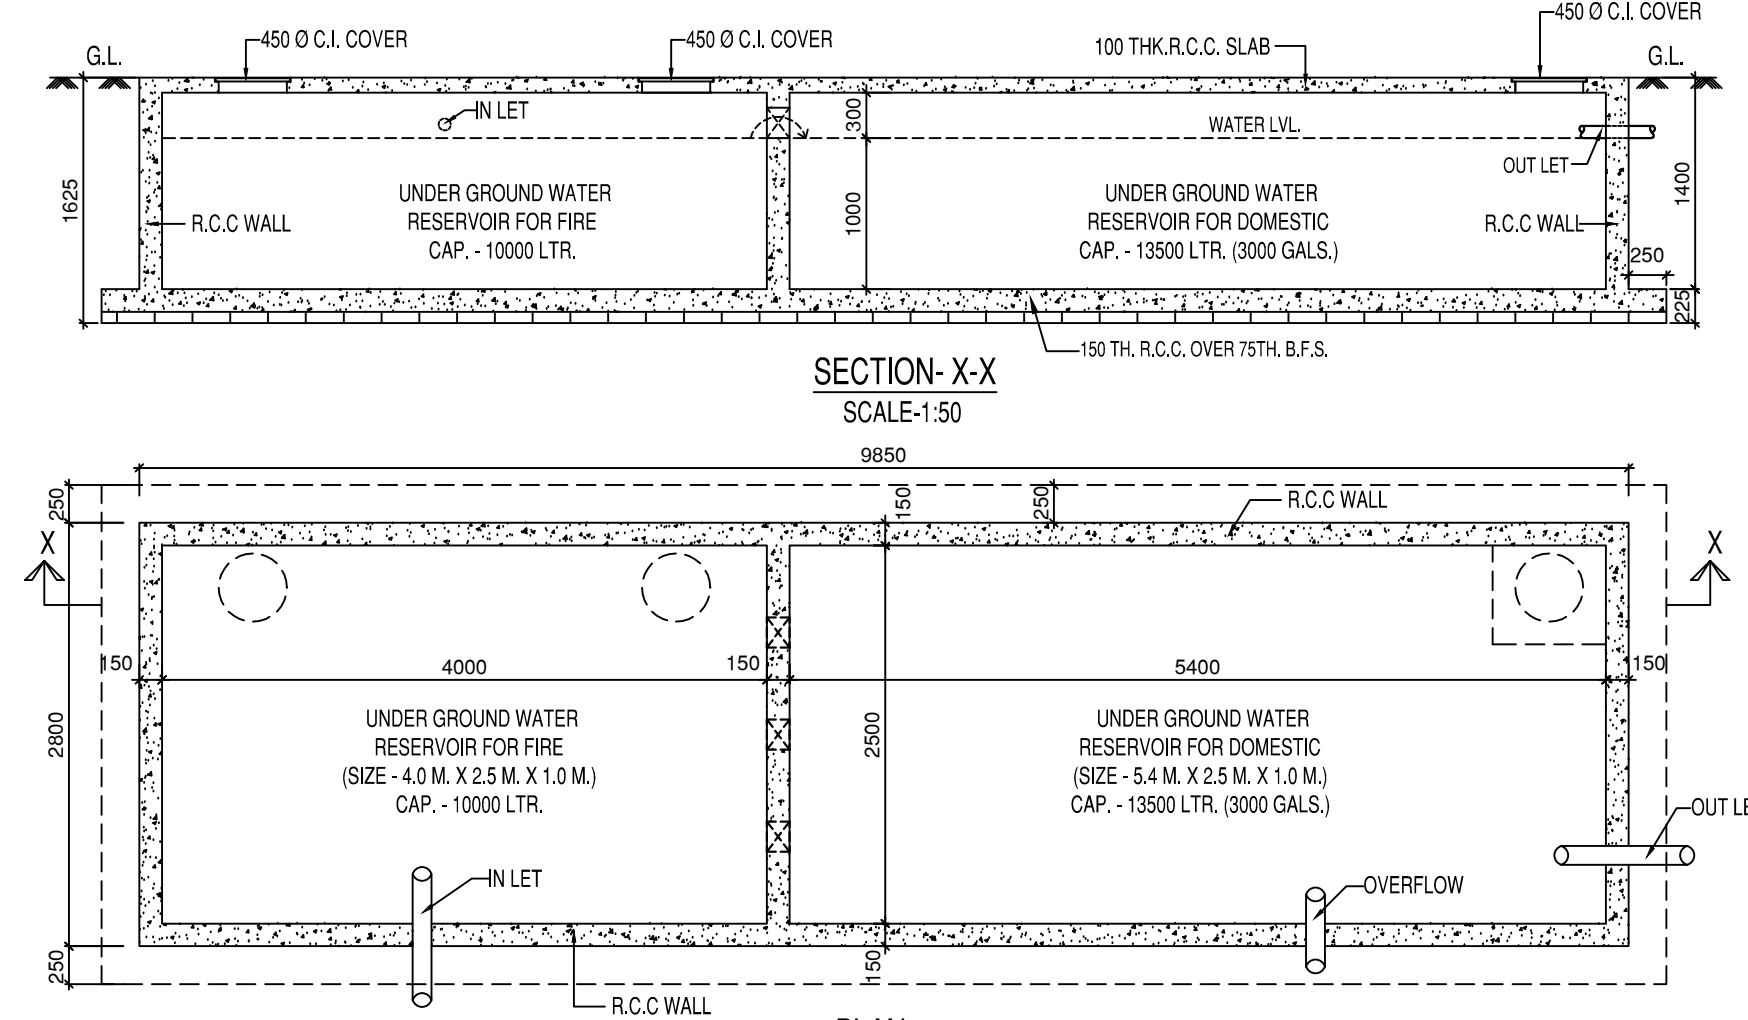 450 Ø C.I. COVER
450 Ø C.I. COVER
450 Ø C.I. COVER
100 THK.R.C.C. SLAB
G.L.
G.L.
IN LET
300
WATER LVL.
OUT LET
1625
1400
UNDER GROUND WATER
RESERVOIR FOR FIRE
CAP. - 10000 LTR.
R.C.C WALL
1000
UNDER GROUND WATER
RESERVOIR FOR DOMESTIC
CAP. - 13500 LTR. (3000 GALS.)
R.C.C WALL
250
225
150 TH. R.C.C. OVER 75TH. B.F.S.
SECTION- X-X
SCALE-1:50
9850
250
150
250
R.C.C WALL
X
X
150
4000
150
5400
150
2800
2500
UNDER GROUND WATER
RESERVOIR FOR FIRE
(SIZE - 4.0 M. X 2.5 M. X 1.0 M.)
CAP. - 10000 LTR.
UNDER GROUND WATER
RESERVOIR FOR DOMESTIC
(SIZE - 5.4 M. X 2.5 M. X 1.0 M.)
CAP. - 13500 LTR. (3000 GALS.)
OUT
IN LET
OVERFLOW
250
150
R.C.C WALL